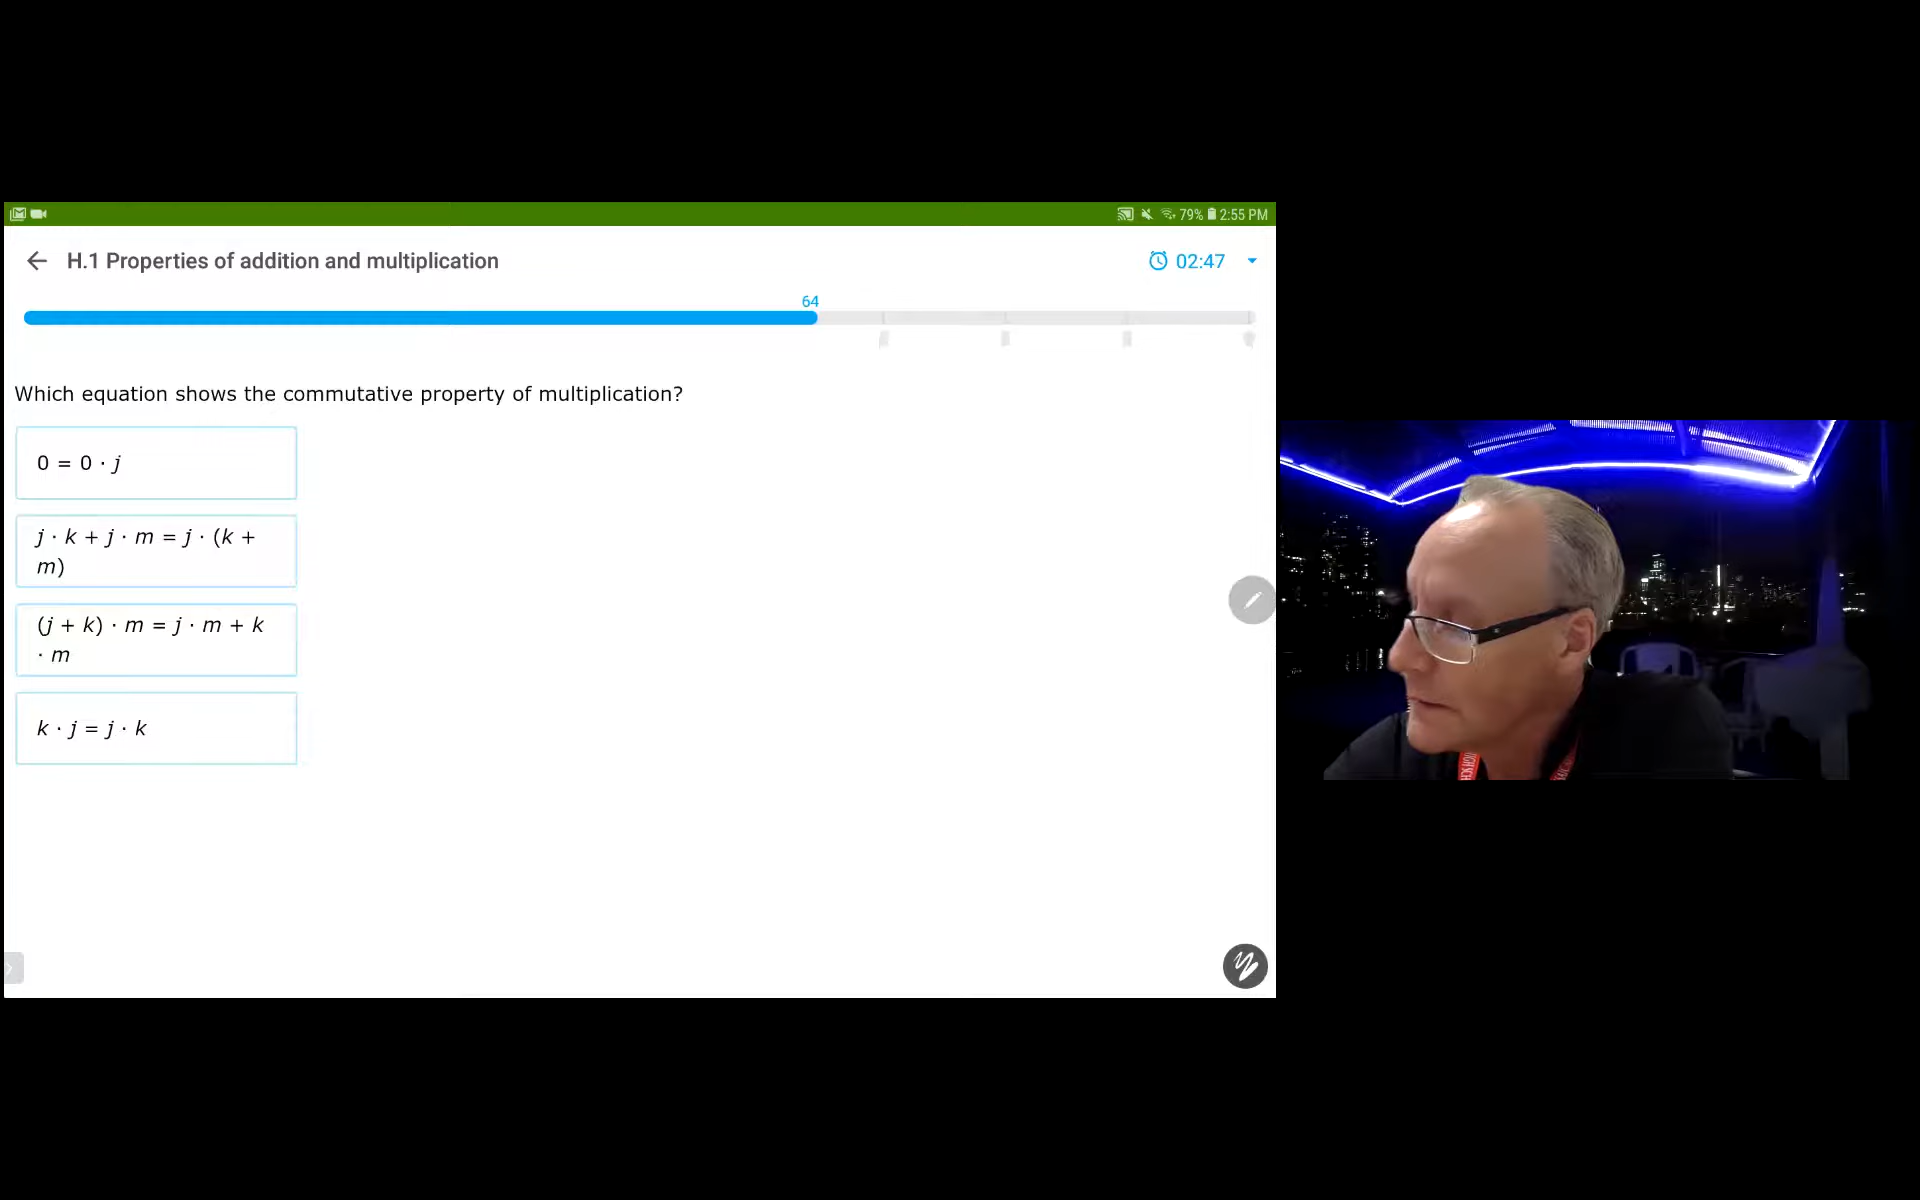 79% 2:55 PM
H.1 Properties of addition and multiplication
02:47
64
Which equation shows the commutative property of multiplication?
0 = 0 · j
j · k + j · m = j · (k +
m)
(j + k) · m = j · m + k
· m
k · j = j · k